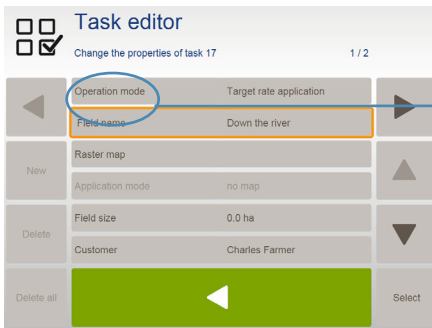 Task editor
Change the properties of task 17 1 / 2
Operation mode Target rate application
Field name Down the river
Raster map
New
Application mode no map
Field size 0.0 ha
Delete
Customer Charles Farmer
Delete all Select